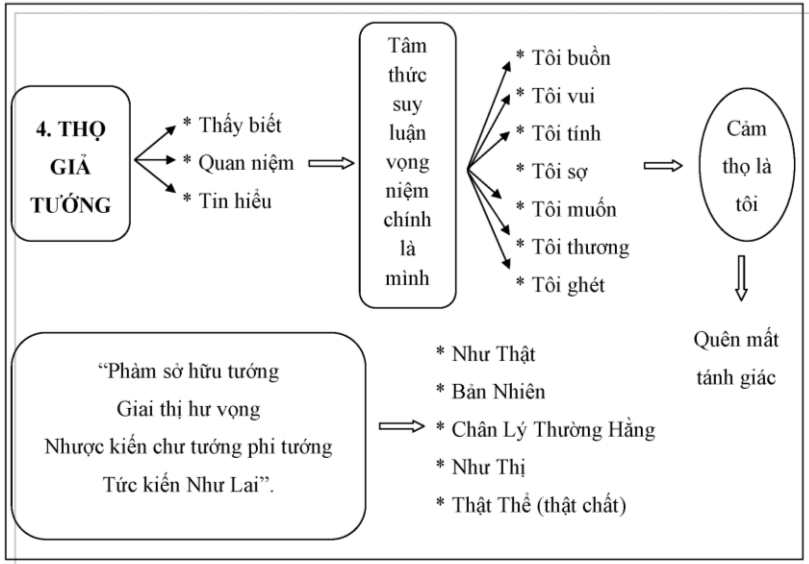 4. THỌ
GIẢ
TƯỚNG
* Thấy biết
* Quan niệm
* Tin hiểu
Tâm
thức
suy
luận
vọng
niệm
chính
là
mình
* Tôi buồn
* Tôi vui
* Tôi tính
* Tôi sợ
* Tôi muốn
* Tôi thương
* Tôi ghét
Cảm
thọ là
tôi
Quên mất
tánh giác
“Phàm sở hữu tướng
Giai thị hư vọng
Nhược kiến chư tướng phi tướng
Tức kiến Như Lai”.
* Như Thật
* Bản Nhiên
* Chân Lý Thường Hằng
* Như Thị
* Thật Thể (thật chất)